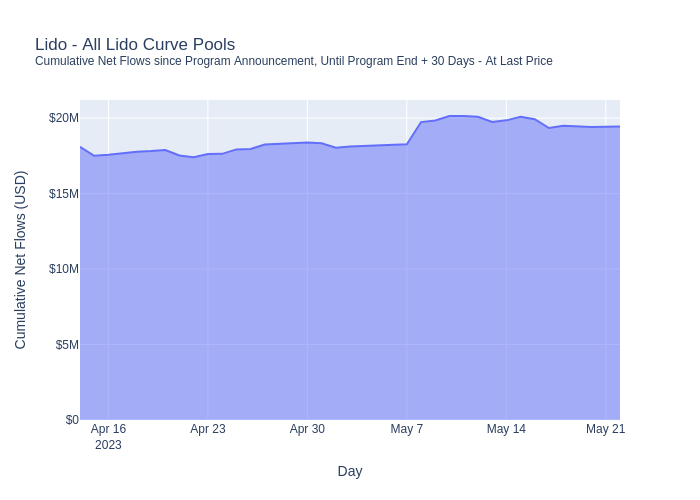 Lido - All Lido Curve Pools
Cumulative Net Flows since Program Announcement, Until Program End + 30 Days - At Last Price
Cumulative Net Flows (USD)
$20M
$15M
$10M
$5M
$0
Apr 16
2023
Apr 23
Apr 30
May 7
May 14
May 21
Day